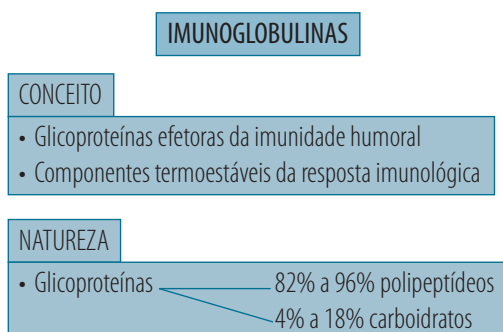 IMUNOGLOBULINAS
CONCEITO
• Glicoproteínas efetoras da imunidade humoral
• Componentes termoestáveis da resposta imunológica
NATUREZA
• Glicoproteínas 82% a 96% polipeptídeos
4% a 18% carboidratos